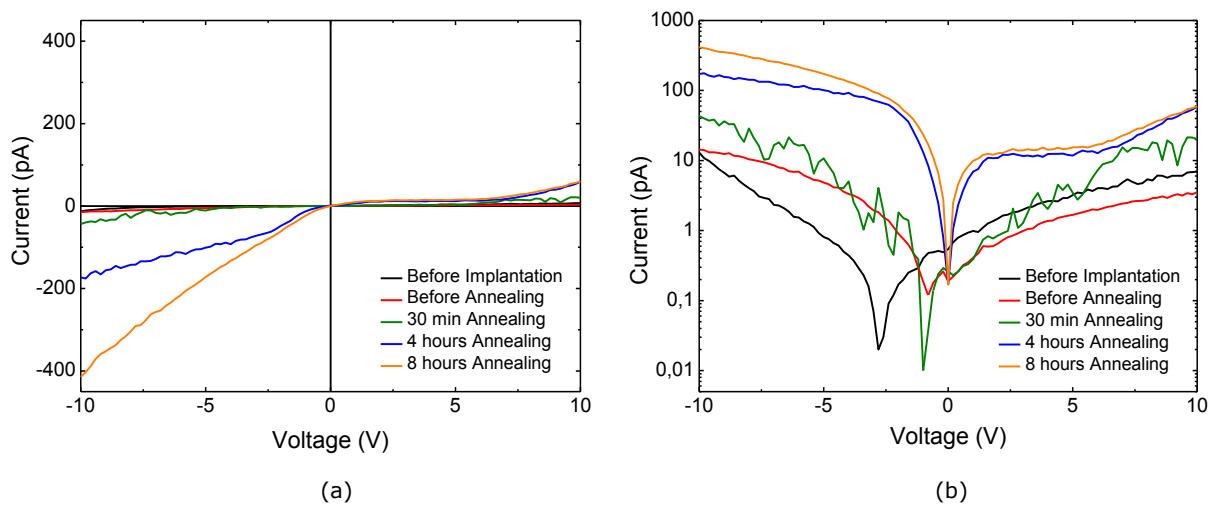 400
200
0
-200
-400
Current (pA)
-10
-5
0
5
10
Voltage (V)
Before Implantation
Before Annealing
30 min Annealing
4 hours Annealing
8 hours Annealing
(a)
1000
100
10
1
0,1
0,01
Current (pA)
-10
-5
0
5
10
Voltage (V)
Before Implantation
Before Annealing
30 min Annealing
4 hours Annealing
8 hours Annealing
(b)